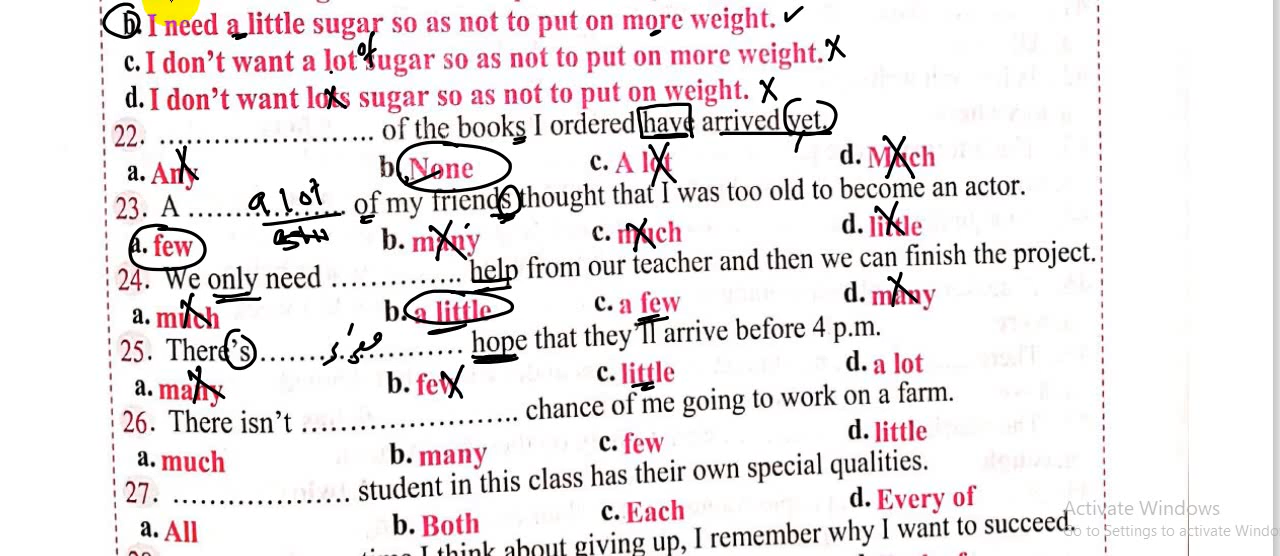 b. I need a little sugar so as not to put on more weight. ✓
c. I don't want a lot of sugar so as not to put on more weight. X
d. I don't want lots sugar so as not to put on weight. X
22. ........................ of the books I ordered have arrived yet.
a. Any b. None c. A lot d. Much
23. A ........a lot........ of my friends thought that I was too old to become an actor.
a. few b. many c. much d. little
24. We only need .............. help from our teacher and then we can finish the project.
a. much b. a little c. a few d. many
25. There's ........................ hope that they'll arrive before 4 p.m.
a. many b. few c. little d. a lot
26. There isn't ........................ chance of me going to work on a farm.
a. much b. many c. few d. little
27. ........................ student in this class has their own special qualities.
a. All b. Both c. Each d. Every of
time I think about giving up, I remember why I want to succeed.
Activate Windows
Go to Settings to activate Windo